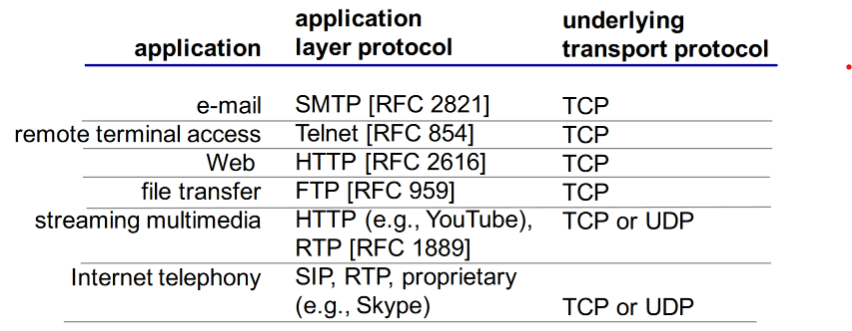 application application layer protocol underlying transport protocol
e-mail SMTP [RFC 2821] TCP
remote terminal access Telnet [RFC 854] TCP
Web HTTP [RFC 2616] TCP
file transfer FTP [RFC 959] TCP
streaming multimedia HTTP (e.g., YouTube), TCP or UDP
RTP [RFC 1889]
Internet telephony SIP, RTP, proprietary
(e.g., Skype) TCP or UDP